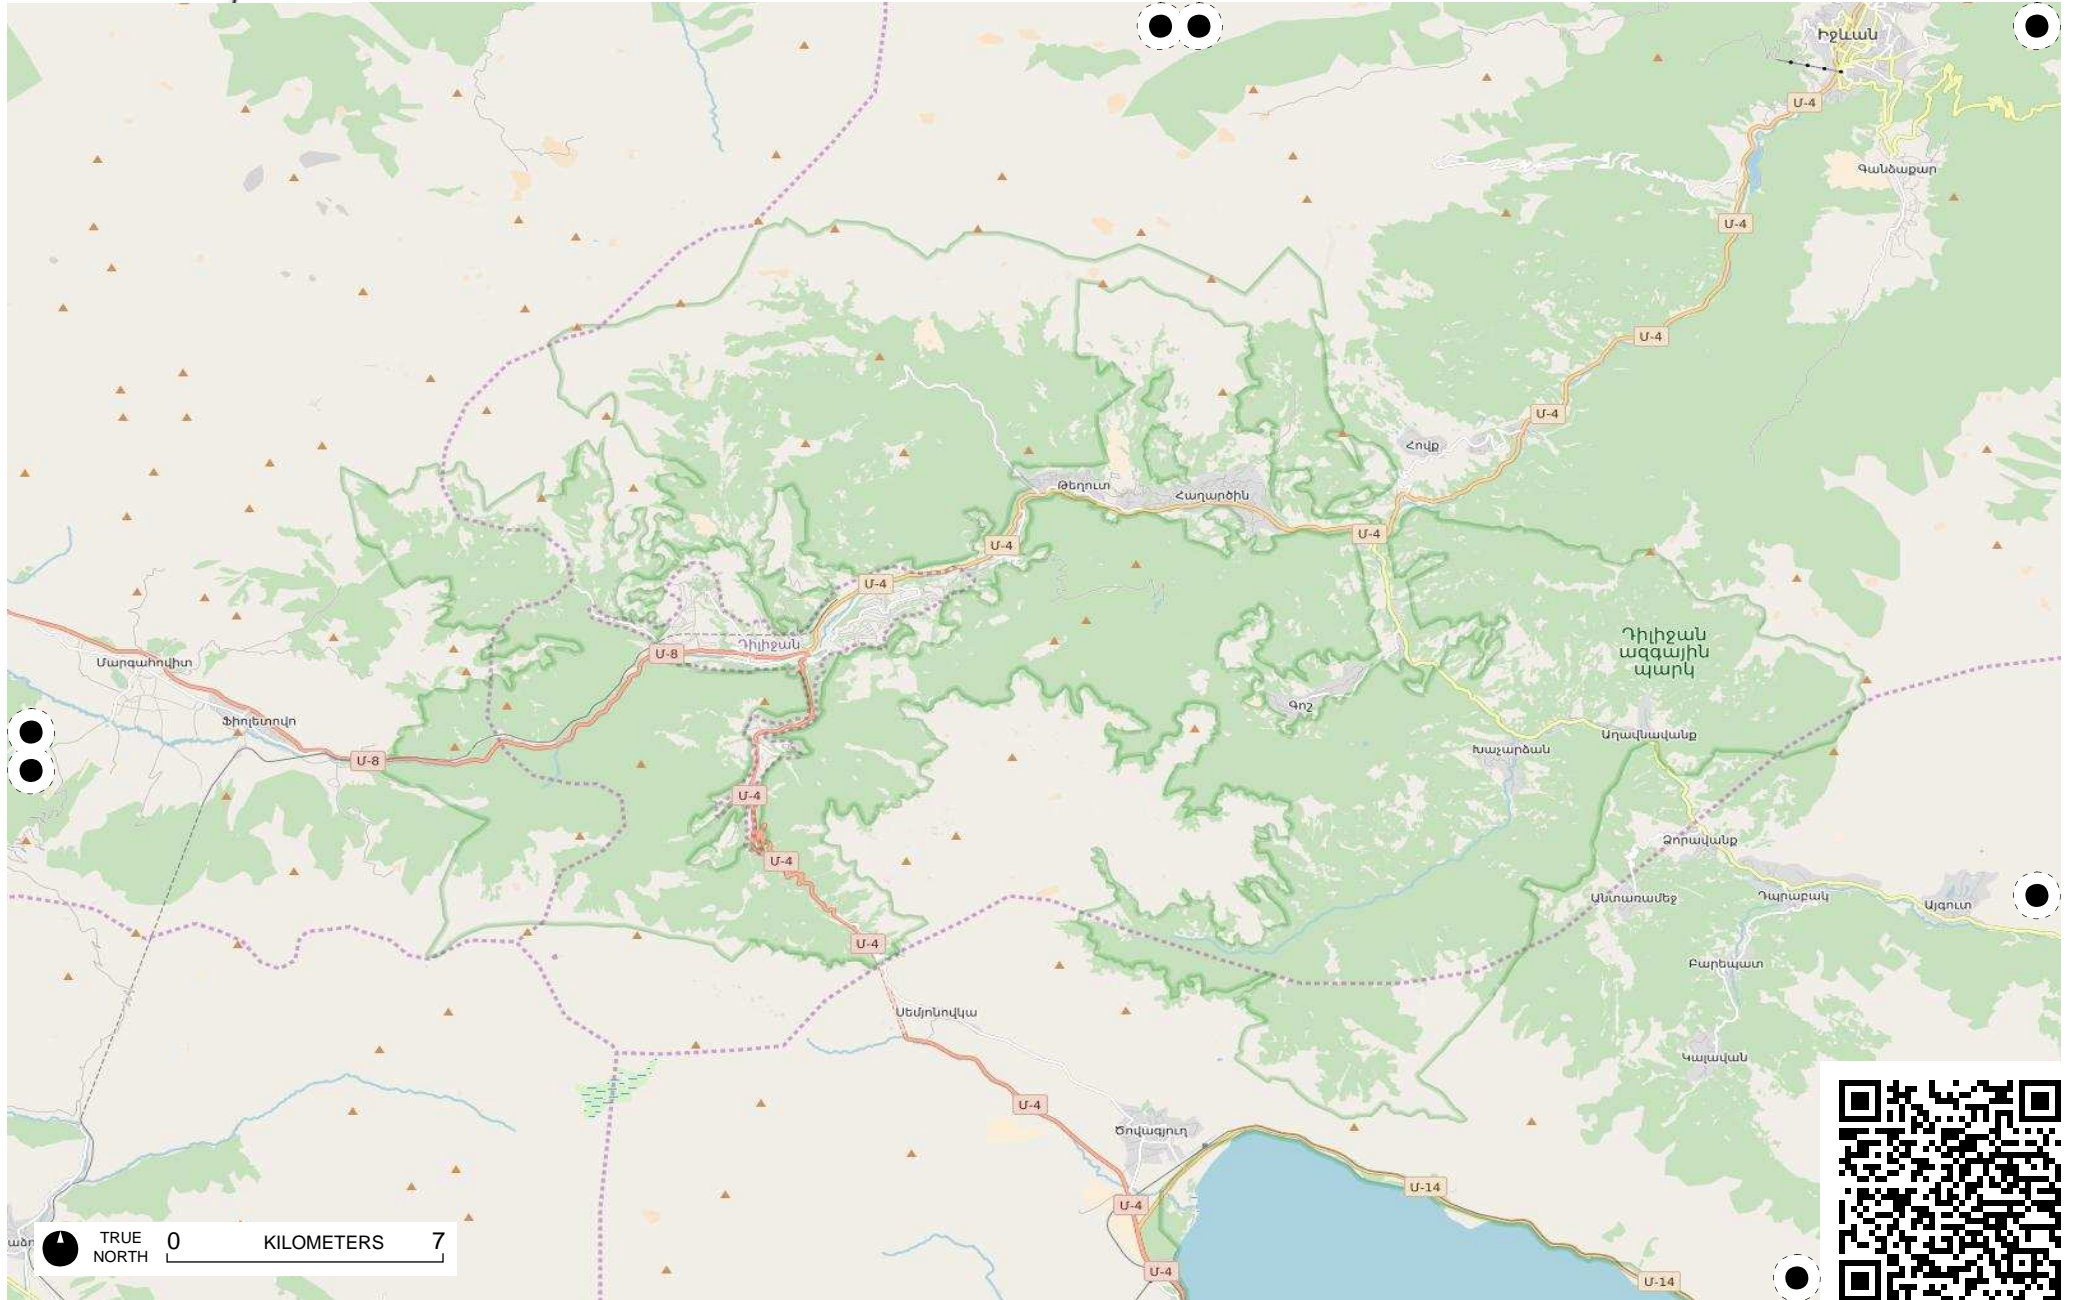 Իջևան
Մ-4
Գանձաքար
Մ-4
Մ-4
Մ-4
Հովք
Թեղուտ
Հաղարծին
Մ-4
Մ-4
Մ-4
Դիլիջան
Մ-8
Դիլիջան
ազգային
պարկ
Մարգահովիտ
Գոշ
Ֆիոլետովո
Աղավնավանք
Խաչարձան
Մ-8
Մ-4
Ձորավանք
Մ-4
Անտառամեջ
Դպրաբակ
Այգուտ
Մ-4
Բարեպատ
Սեմյոնովկա
Կալավան
Մ-4
Ծովագյուղ
Մ-14
Մ-4
TRUE
NORTH
0 KILOMETERS 7
Մ-4
Մ-14